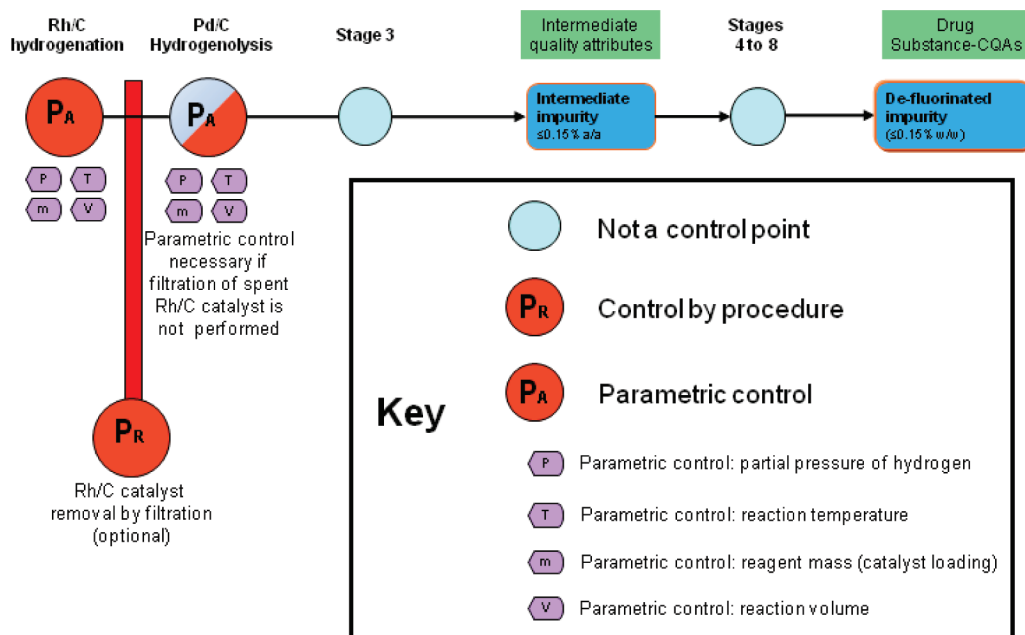 Rh/C
hydrogenation
Pd/C
Hydrogenolysis
Stage 3
Intermediate
quality attributes
Stages
4 to 8
Drug
Substance-CQAs
PA
PA
Intermediate
impurity
≤0.15% a/a
De-fluorinated
impurity
(≤0.15% w/w)
P
T
m
V
P
T
m
V
Parametric control
necessary if
filtration of spent
Rh/C catalyst is
not performed
PR
Rh/C catalyst
removal by filtration
(optional)
Key
Not a control point
PR
Control by procedure
PA
Parametric control
P
Parametric control: partial pressure of hydrogen
T
Parametric control: reaction temperature
m
Parametric control: reagent mass (catalyst loading)
V
Parametric control: reaction volume